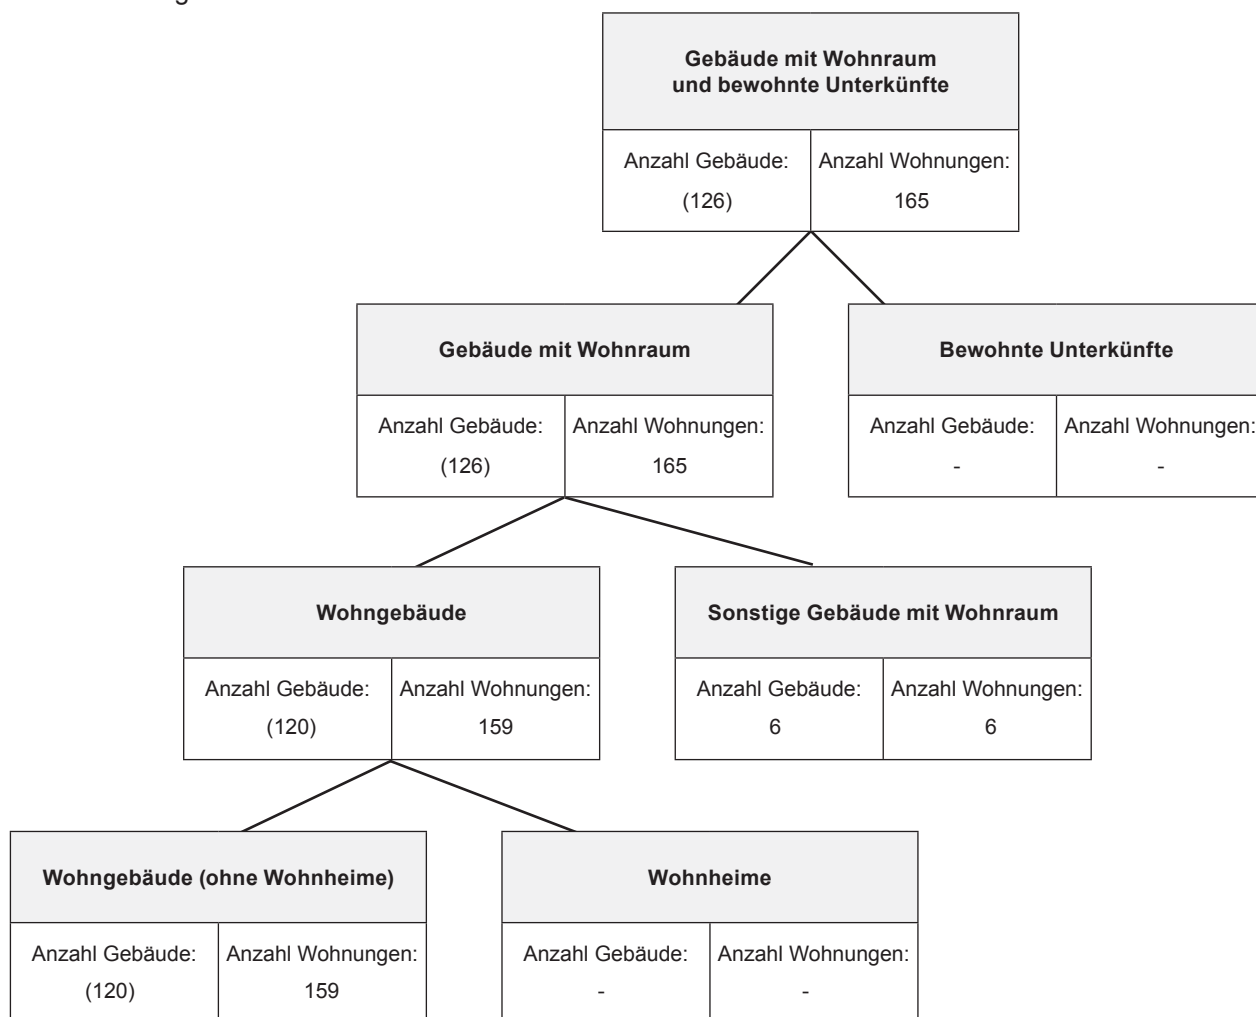 Gebäude mit Wohnraum
und bewohnte Unterkünfte
Anzahl Gebäude: Anzahl Wohnungen:
(126) 165
Gebäude mit Wohnraum
Anzahl Gebäude: Anzahl Wohnungen:
(126) 165
Bewohnte Unterkünfte
Anzahl Gebäude: Anzahl Wohnungen:
- -
Wohngebäude
Anzahl Gebäude: Anzahl Wohnungen:
(120) 159
Sonstige Gebäude mit Wohnraum
Anzahl Gebäude: Anzahl Wohnungen:
6 6
Wohngebäude (ohne Wohnheime)
Anzahl Gebäude: Anzahl Wohnungen:
(120) 159
Wohnheime
Anzahl Gebäude: Anzahl Wohnungen:
- -